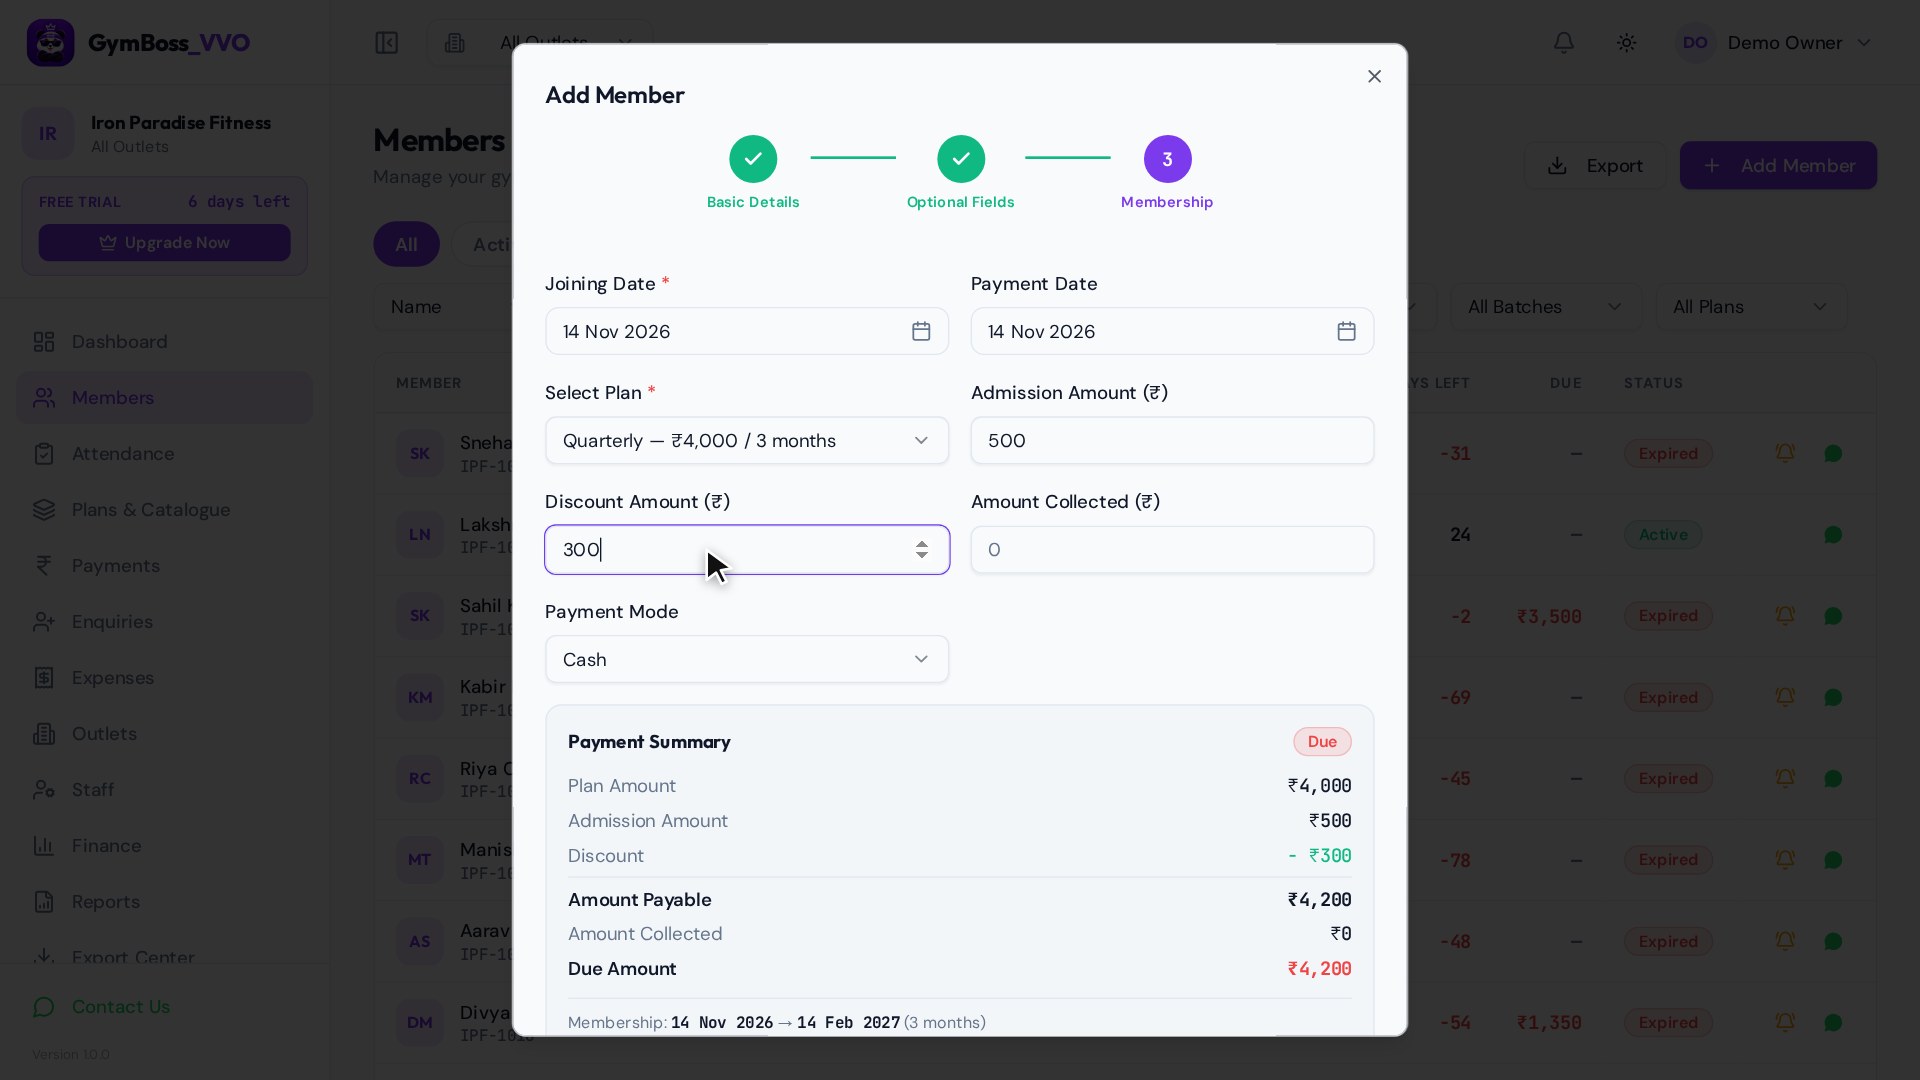 GymBoss_VVO
All Outlets
DO
Demo Owner
IR
Iron Paradise Fitness
All Outlets
FREE TRIAL
6 days left
Upgrade Now
Dashboard
Members
Attendance
Plans & Catalogue
Payments
Enquiries
Expenses
Outlets
Staff
Finance
Reports
Export Center
Contact Us
Version 1.0.0
Members
Manage your gy
Export
Add Member
All
Name
All Batches
All Plans
MEMBER
YS LEFT
DUE
STATUS
SK
Sneha
-31
—
Expired
LN
Laksh
24
—
Active
SK
Sahil
-2
₹3,500
Expired
KM
Kabir
-69
—
Expired
RC
Riya
-45
—
Expired
MT
Manis
-78
—
Expired
AS
Aarav
-48
—
Expired
DM
Divya
-54
₹1,350
Expired
Add Member
3
Basic Details
Optional Fields
Membership
Joining Date *
14 Nov 2026
Payment Date
14 Nov 2026
Select Plan *
Quarterly — ₹4,000 / 3 months
Admission Amount (₹)
500
Discount Amount (₹)
300
Amount Collected (₹)
0
Payment Mode
Cash
Payment Summary
Due
Plan Amount
₹4,000
Admission Amount
₹500
Discount
- ₹300
Amount Payable
₹4,200
Amount Collected
₹0
Due Amount
₹4,200
Membership: 14 Nov 2026 → 14 Feb 2027 (3 months)